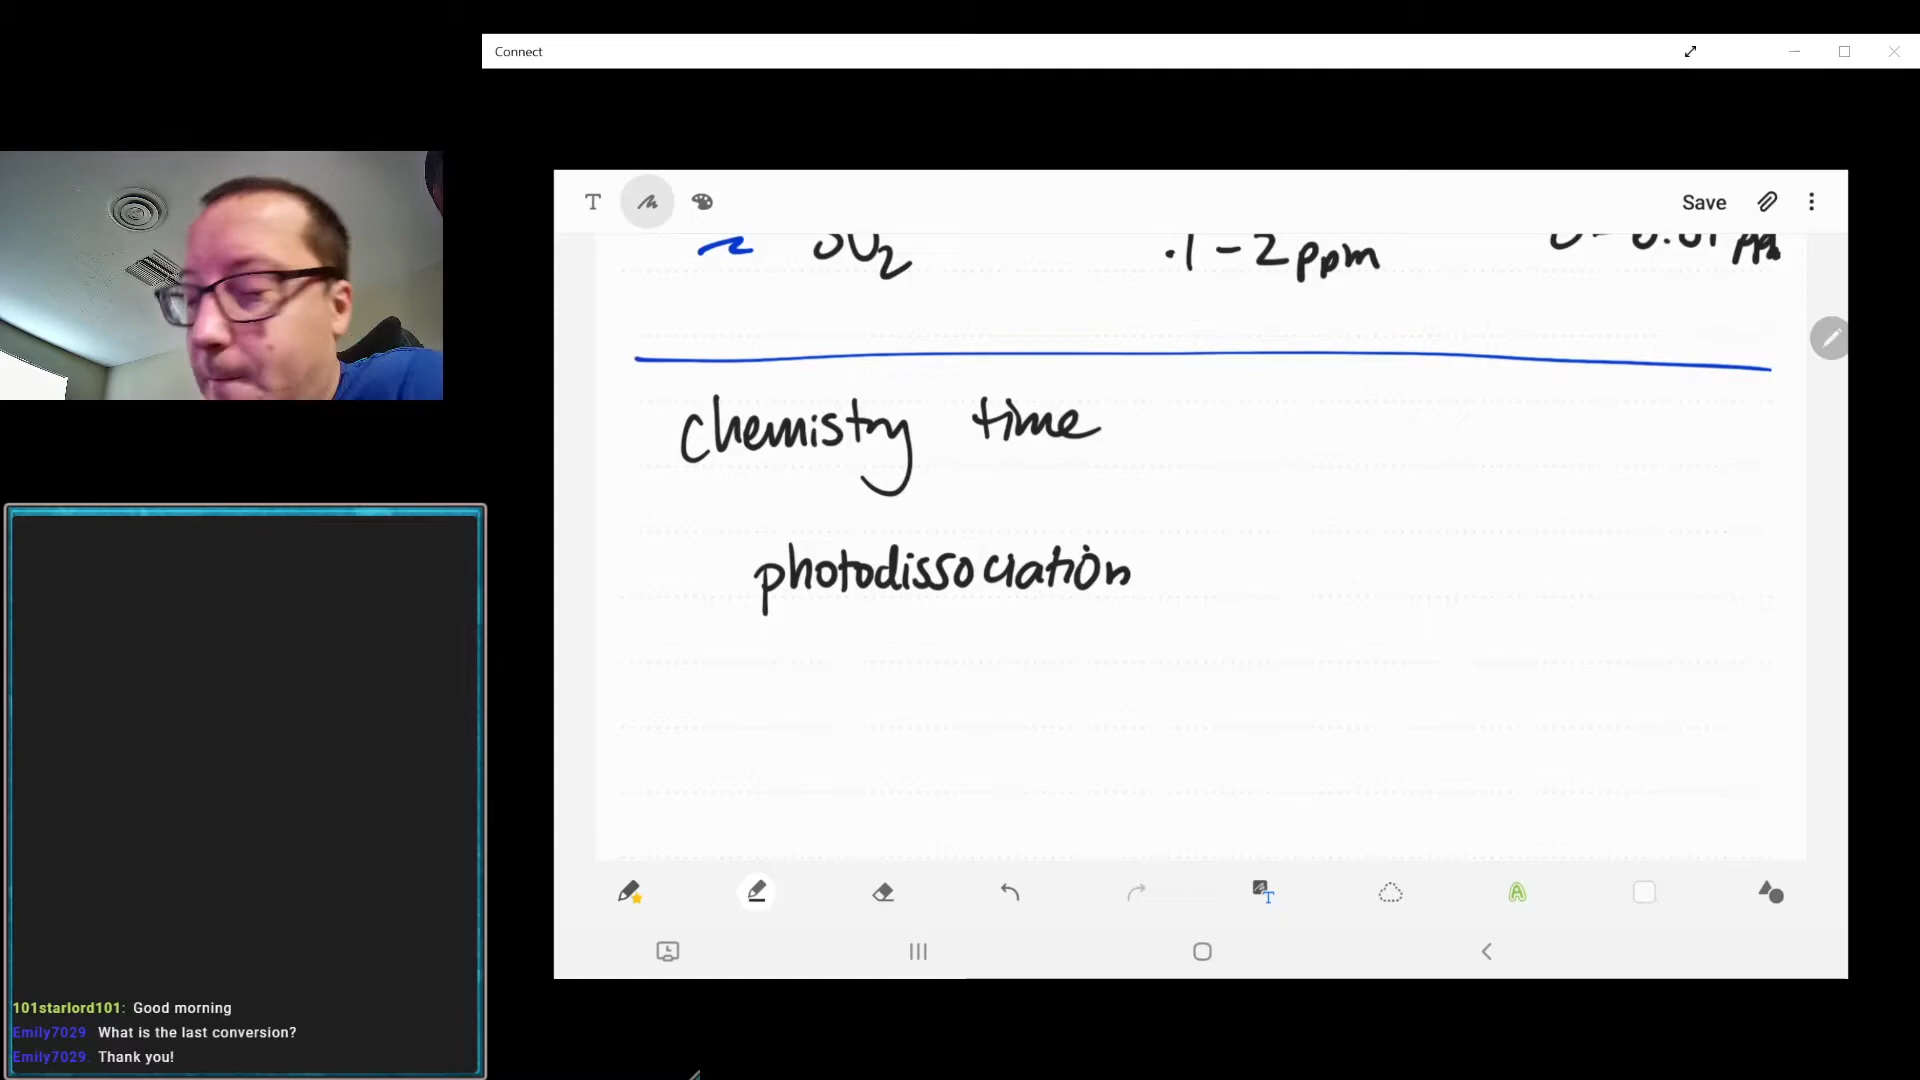 Connect
T
Save
.1 - 2 ppm
chemistry time
photodissociation
101starlord101: Good morning
Emily7029 What is the last conversion?
Emily7029 Thank you!